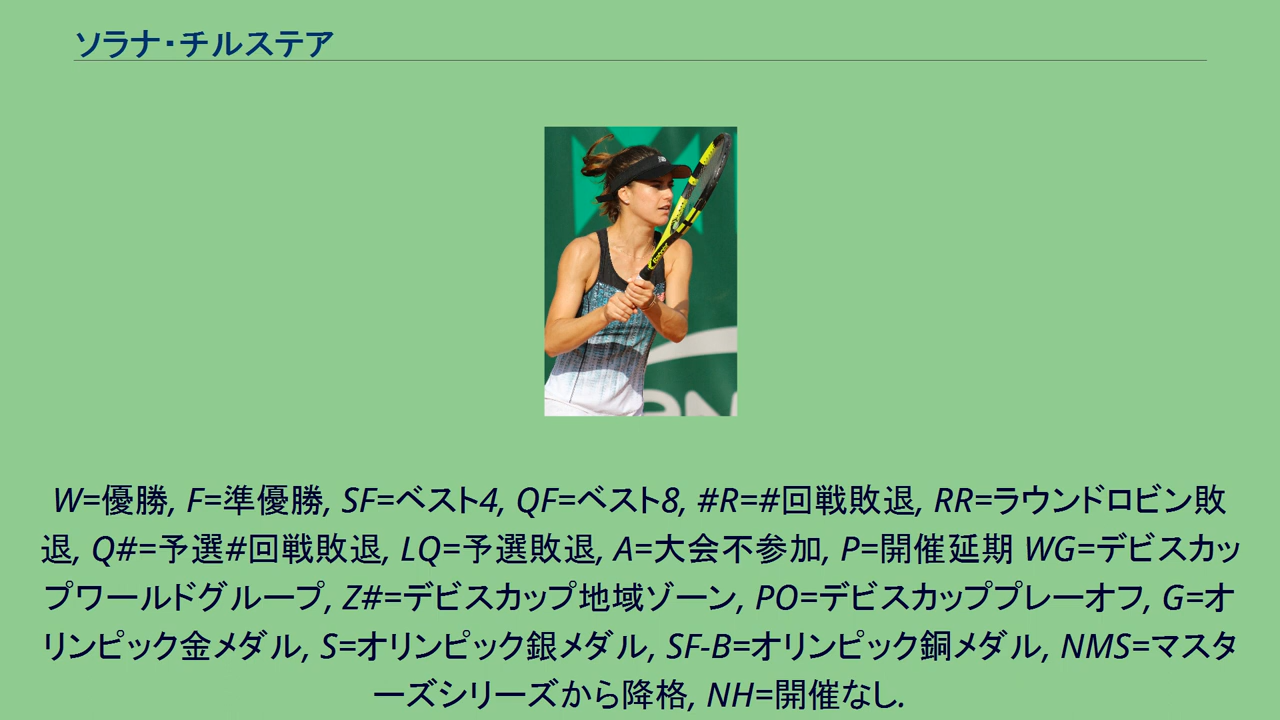 ソラナ・チルステア
W=優勝, F=準優勝, SF=ベスト4, QF=ベスト8, #R=#回戦敗退, RR=ラウンドロビン敗
退, Q#=予選#回戦敗退, LQ=予選敗退, A=大会不参加, P=開催延期 WG=デビスカッ
プワールドグループ, Z#=デビスカップ地域ゾーン, PO=デビスカッププレーオフ, G=オ
リンピック金メダル, S=オリンピック銀メダル, SF-B=オリンピック銅メダル, NMS=マスタ
ーズシリーズから降格, NH=開催なし.